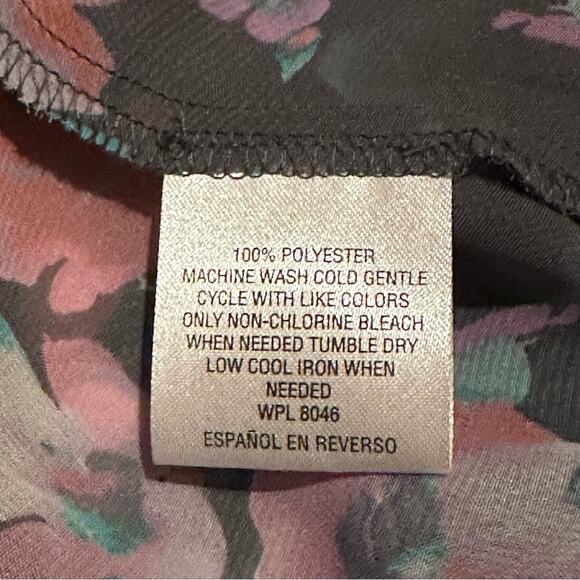 100% POLYESTER
MACHINE WASH COLD GENTLE
CYCLE WITH LIKE COLORS
ONLY NON-CHLORINE BLEACH
WHEN NEEDED TUMBLE DRY
LOW COOL IRON WHEN
NEEDED
WPL 8046
ESPAÑOL EN REVERSO